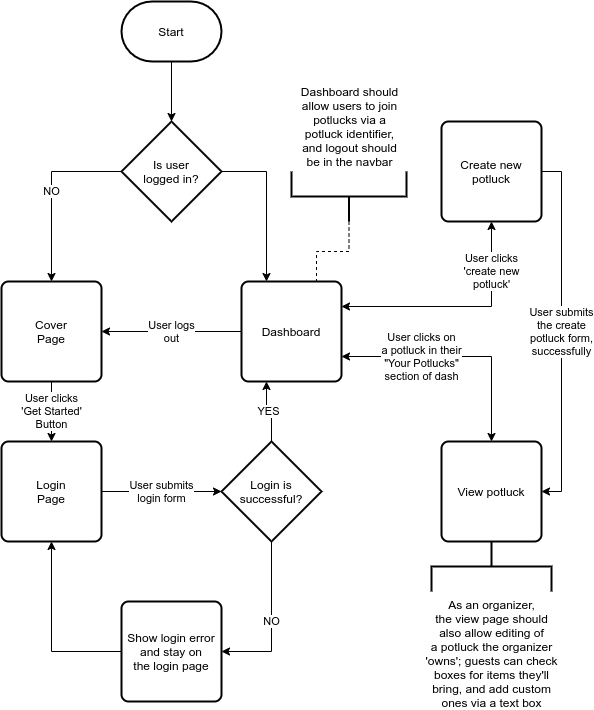 Start
Is user
logged in?
NO
Dashboard should
allow users to join
potlucks via a
potluck identifier,
and logout should
be in the navbar
Create new
potluck
User clicks
'create new
potluck'
Cover
Page
User logs
out
Dashboard
User clicks on
a potluck in their
"Your Potlucks"
section of dash
User submits
the create
potluck form,
successfully
User clicks
'Get Started'
Button
YES
Login
Page
User submits
login form
Login is
successful?
View potluck
NO
Show login error
and stay on
the login page
As an organizer,
the view page should
also allow editing of
a potluck the organizer
'owns'; guests can check
boxes for items they'll
bring, and add custom
ones via a text box